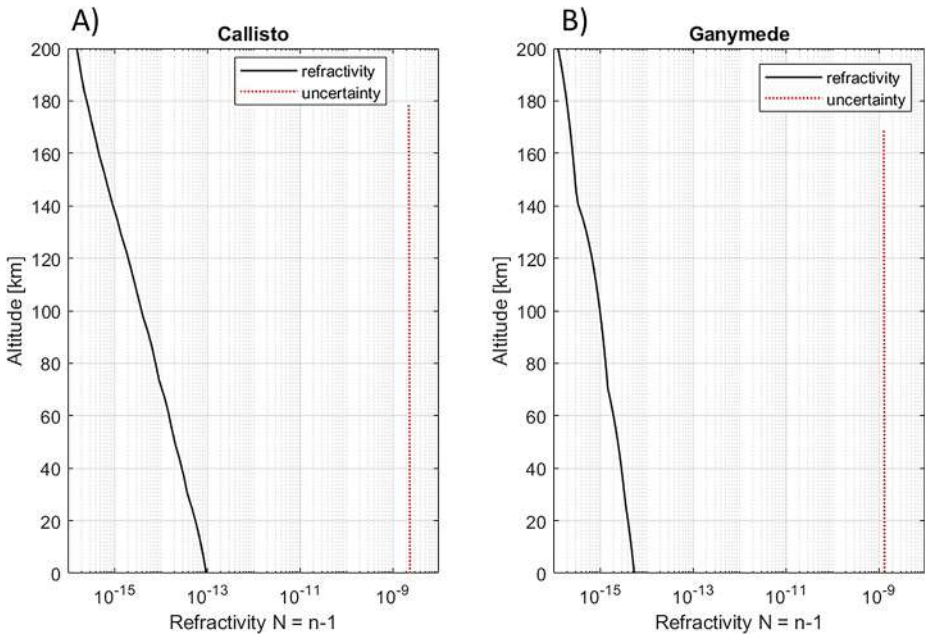 A)
Callisto
200
180
160
140
120
100
80
60
40
20
0
Altitude [km]
refractivity
uncertainty
10^-15
10^-13
10^-11
10^-9
Refractivity N = n-1
B)
Ganymede
200
180
160
140
120
100
80
60
40
20
0
Altitude [km]
refractivity
uncertainty
10^-15
10^-13
10^-11
10^-9
Refractivity N = n-1